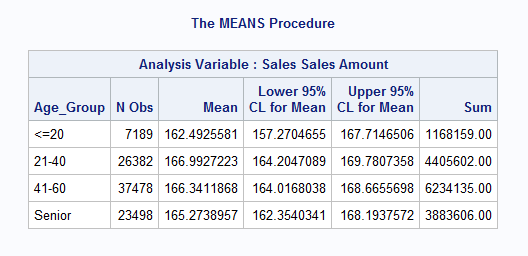 The MEANS Procedure
Analysis Variable : Sales Sales Amount
Age_Group N Obs Mean Lower 95% CL for Mean Upper 95% CL for Mean Sum
<=20 7189 162.4925581 157.2704655 167.7146506 1168159.00
21-40 26382 166.9927223 164.2047089 169.7807358 4405602.00
41-60 37478 166.3411868 164.0168038 168.6655698 6234135.00
Senior 23498 165.2738957 162.3540341 168.1937572 3883606.00